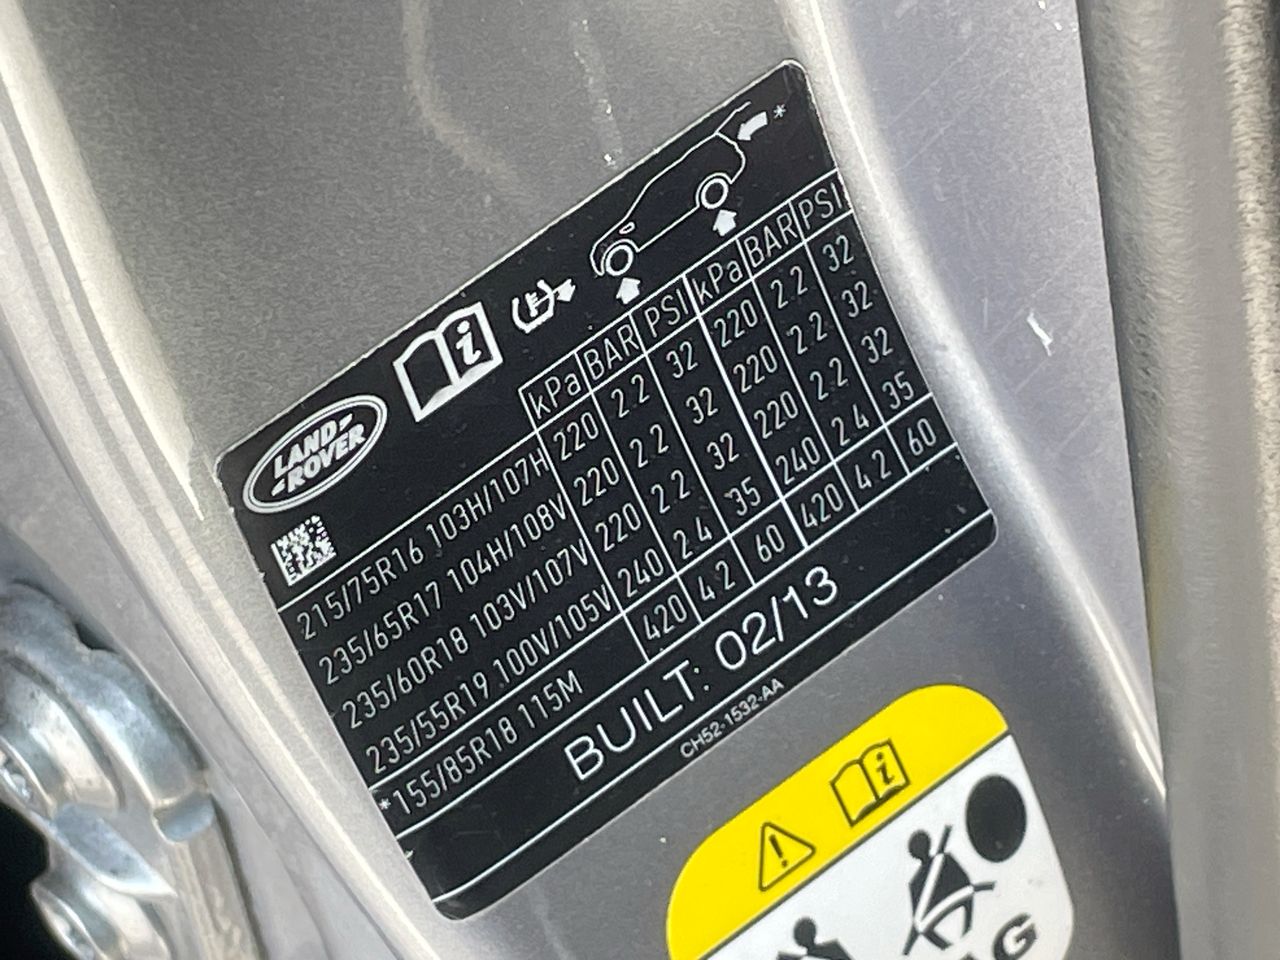 LAND
ROVER
kPa BAR PSI kPa BAR PSI
215/75R16 103H/107H 220 2.2 32 220 2.2 32
235/65R17 104H/108V 220 2.2 32 220 2.2 32
235/60R18 103V/107V 220 2.2 32 220 2.2 32
235/55R19 100V/105V 240 2.4 35 240 2.4 35
*155/85R18 115M 420 4.2 60 420 4.2 60
BUILT: 02/13
CH52-1532-AA